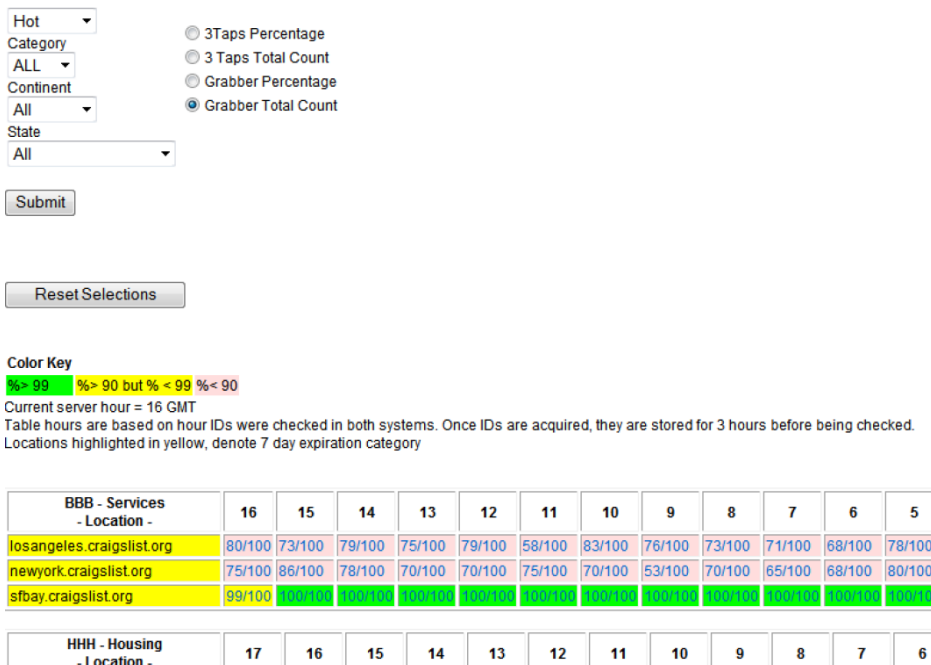 Hot
Category
ALL
Continent
All
State
All
3Taps Percentage
3 Taps Total Count
Grabber Percentage
Grabber Total Count
Submit
Reset Selections
Color Key
%> 99 %> 90 but % < 99 %< 90
Current server hour = 16 GMT
Table hours are based on hour IDs were checked in both systems. Once IDs are acquired, they are stored for 3 hours before being checked.
Locations highlighted in yellow, denote 7 day expiration category
BBB - Services
- Location - 16 15 14 13 12 11 10 9 8 7 6 5
losangeles.craigslist.org 80/100 73/100 79/100 75/100 79/100 58/100 83/100 76/100 73/100 71/100 68/100 78/100
newyork.craigslist.org 75/100 86/100 78/100 70/100 70/100 75/100 70/100 53/100 70/100 65/100 68/100 80/100
sfbay.craigslist.org 99/100 100/100 100/100 100/100 100/100 100/100 100/100 100/100 100/100 100/100 100/100 100/10
HHH - Housing
- Location - 17 16 15 14 13 12 11 10 9 8 7 6